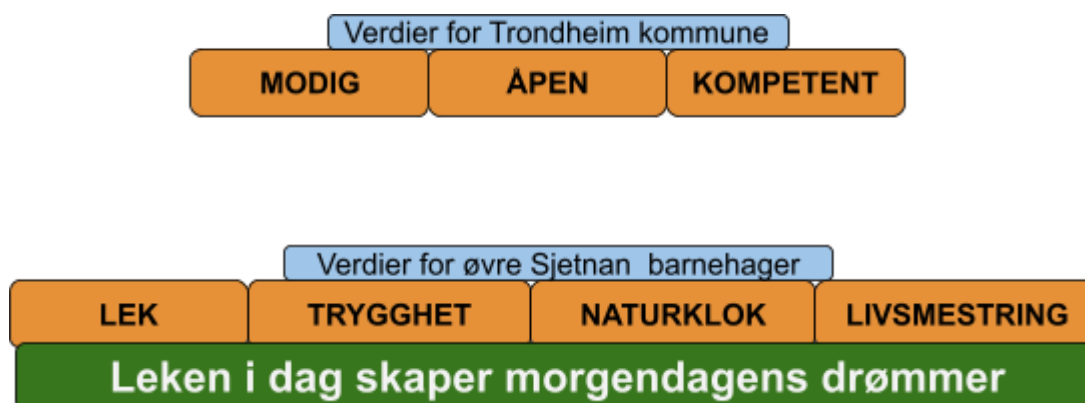 Verdier for Trondheim kommune
MODIG ÅPEN KOMPETENT
Verdier for øvre Sjetnan barnehager
LEK TRYGGHET NATURKLOK LIVSMESTRING
Leken i dag skaper morgendagens drømmer